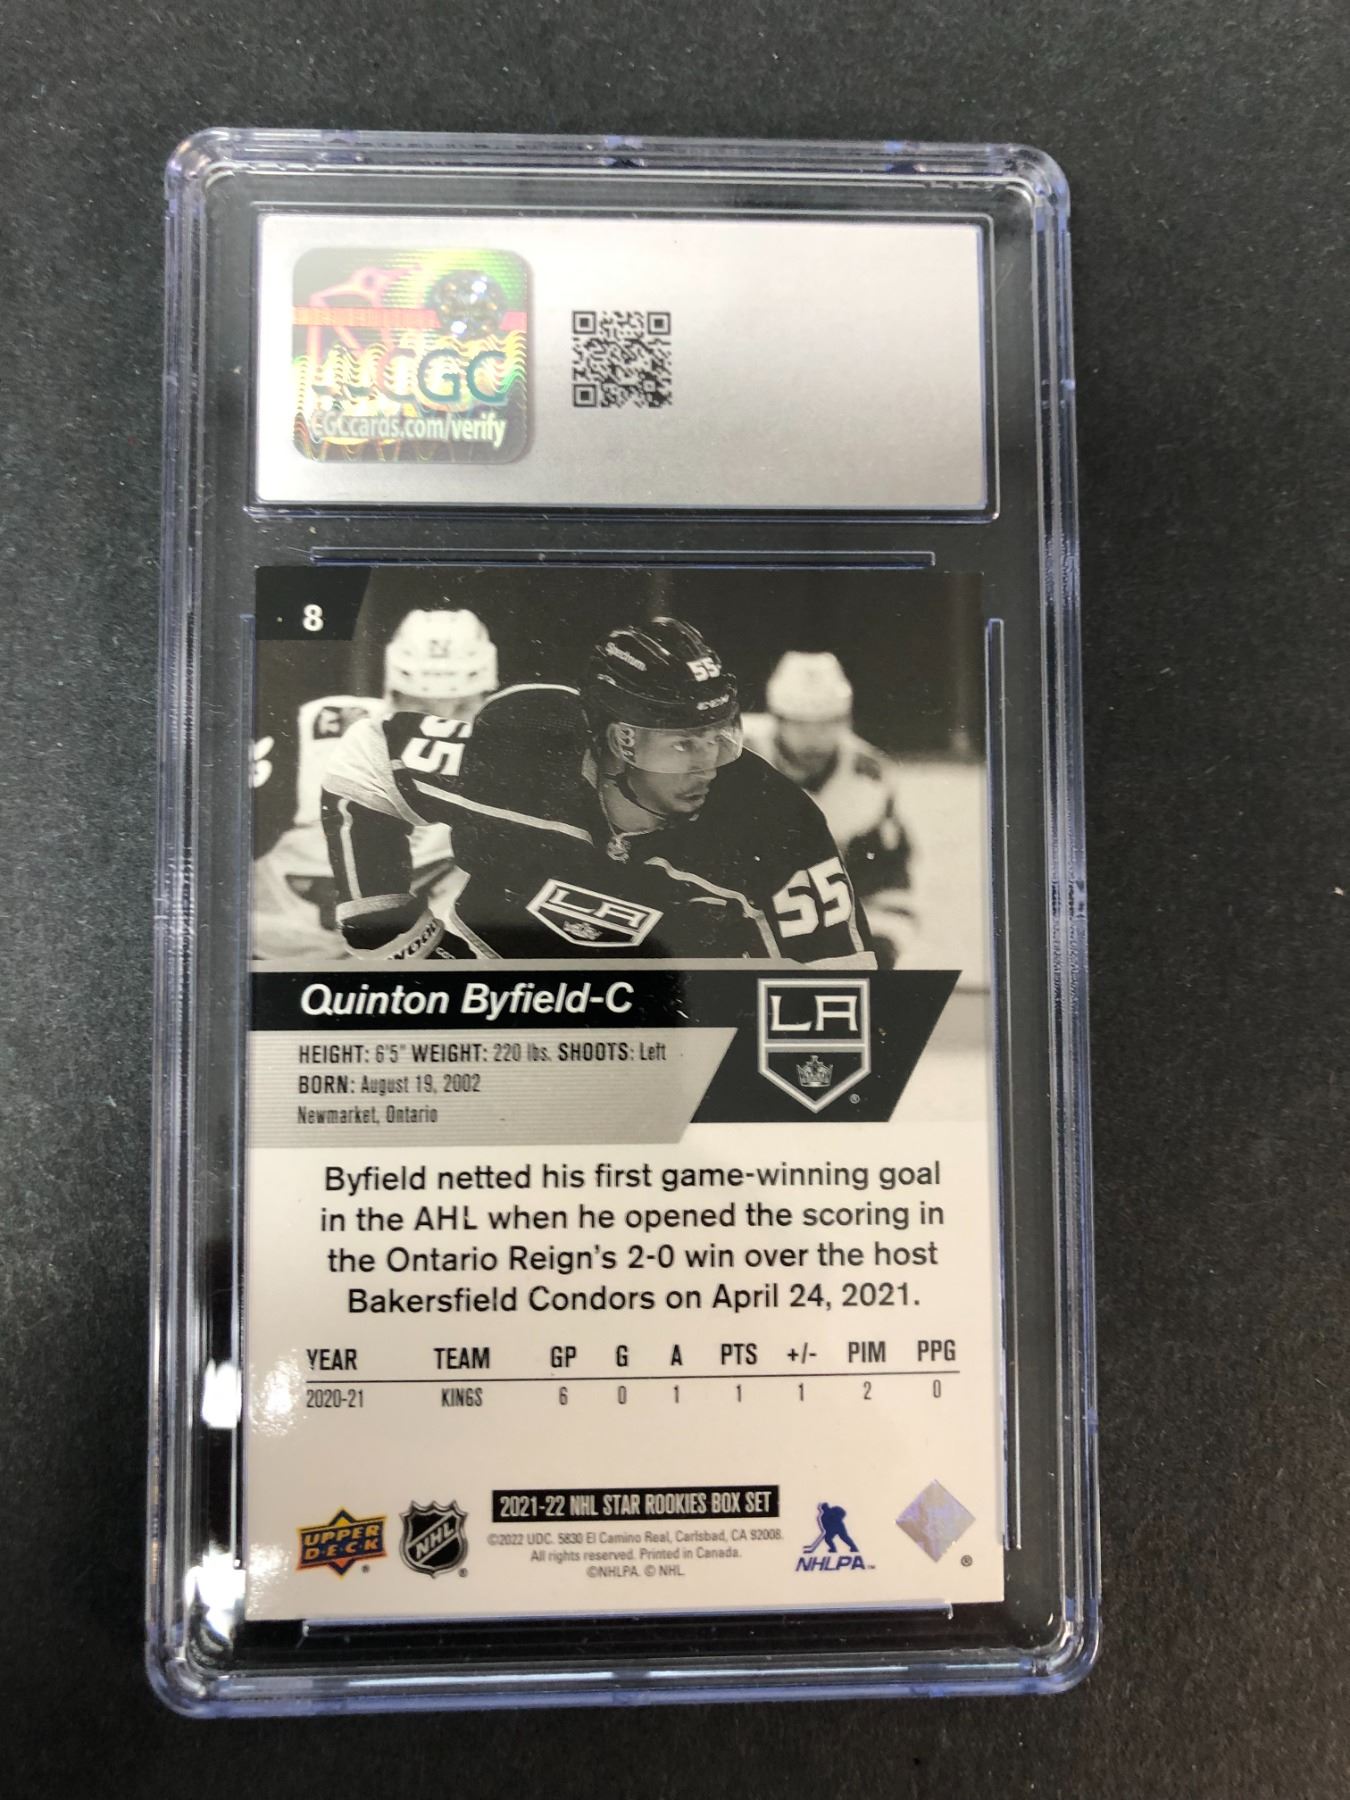 CGC
CGCcards.com/verify
8
Spectrum
55
CCM
55
LA
55
Quinton Byfield-C
LA
HEIGHT: 6'5" WEIGHT: 220 lbs. SHOOTS: Left
BORN: August 19, 2002
Newmarket, Ontario
®
Byfield netted his first game-winning goal
in the AHL when he opened the scoring in
the Ontario Reign's 2-0 win over the host
Bakersfield Condors on April 24, 2021.
YEAR TEAM GP G A PTS +/- PIM PPG
2020-21 KINGS 6 0 1 1 1 2 0
2021-22 NHL STAR ROOKIES BOX SET
©2022 UDC. 5830 El Camino Real, Carlsbad, CA 92008.
All rights reserved. Printed in Canada.
©NHLPA. © NHL.
UPPER
D•E•C•K
®
NHL
®
NHLPA™
®